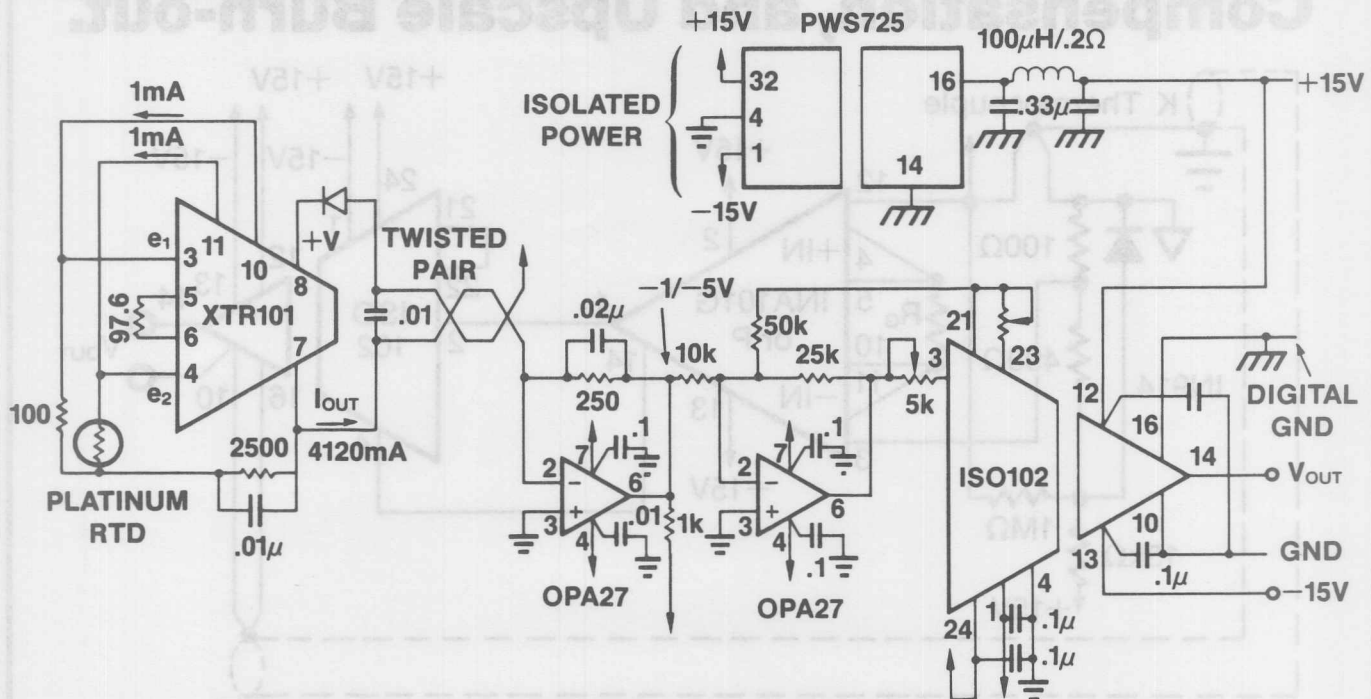 Compensation, and Upscale Burn-out.
+15V
PWS725
100μH/.2Ω
32
16
+15V
ISOLATED
POWER
4
.33μ
1
14
−15V
1mA
1mA
+V
TWISTED
PAIR
e1
3
11
10
8
5
97.6
XTR101
6
.01
7
4
e2
100
2500
IOUT
4120mA
PLATINUM
RTD
.01μ
−1/−5V
.02μ
10k
50k
25k
250
5k
2
−
7
.1
6
3
+
4
.01
1k
OPA27
2
−
7
.1
6
3
+
4
.1
OPA27
21
23
3
ISO102
24
1
4
.1μ
.1μ
12
16
DIGITAL
GND
14
VOUT
10
13
.1μ
GND
−15V